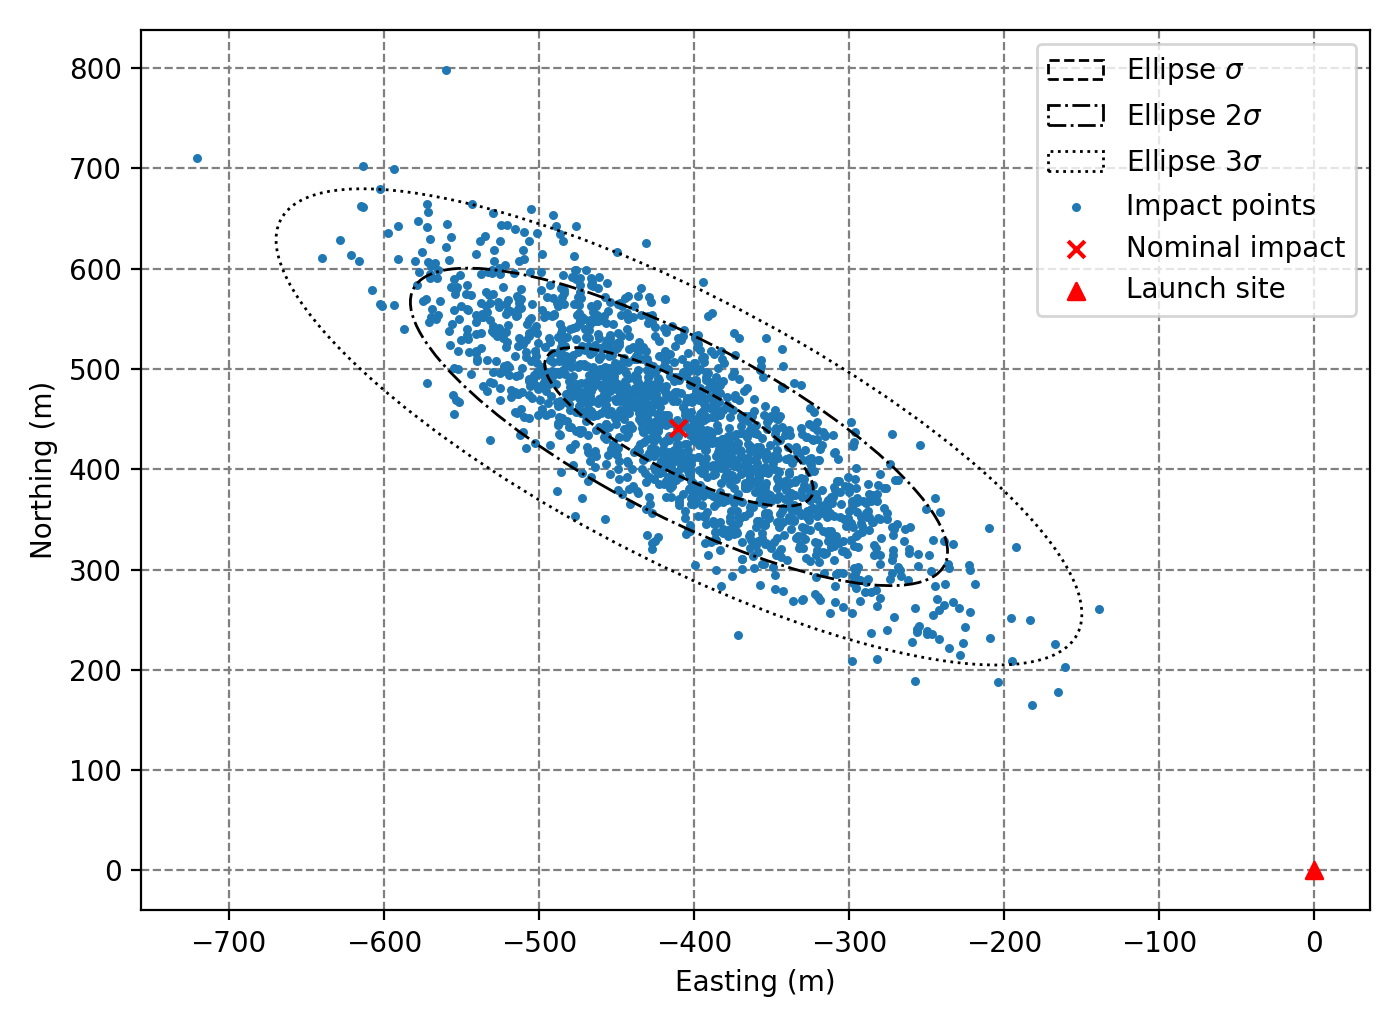 800
700
600
500
400
300
200
100
0
Northing (m)
−700 −600 −500 −400 −300 −200 −100 0
Easting (m)
Ellipse σ
Ellipse 2σ
Ellipse 3σ
Impact points
Nominal impact
Launch site